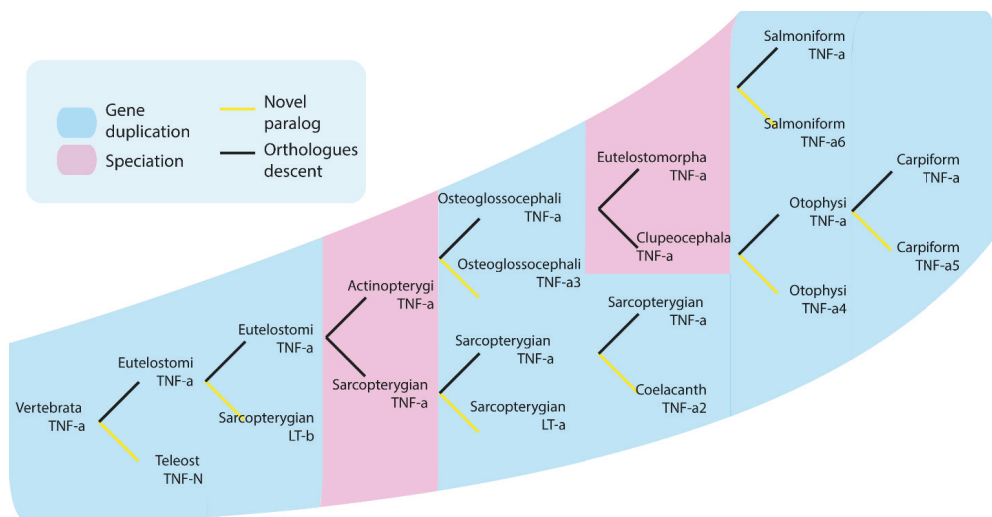 Gene
duplication
Speciation
Novel
paralog
Orthologues
descent
Vertebrata
TNF-a
Eutelostomi
TNF-a
Teleost
TNF-N
Eutelostomi
TNF-a
Sarcopterygian
LT-b
Actinopterygi
TNF-a
Sarcopterygian
TNF-a
Osteoglossocephali
TNF-a
Osteoglossocephali
TNF-a3
Sarcopterygian
TNF-a
Sarcopterygian
LT-a
Eutelostomorpha
TNF-a
Clupeocephala
TNF-a
Sarcopterygian
TNF-a
Coelacanth
TNF-a2
Salmoniform
TNF-a
Salmoniform
TNF-a6
Otophysi
TNF-a
Otophysi
TNF-a4
Carpiform
TNF-a
Carpiform
TNF-a5